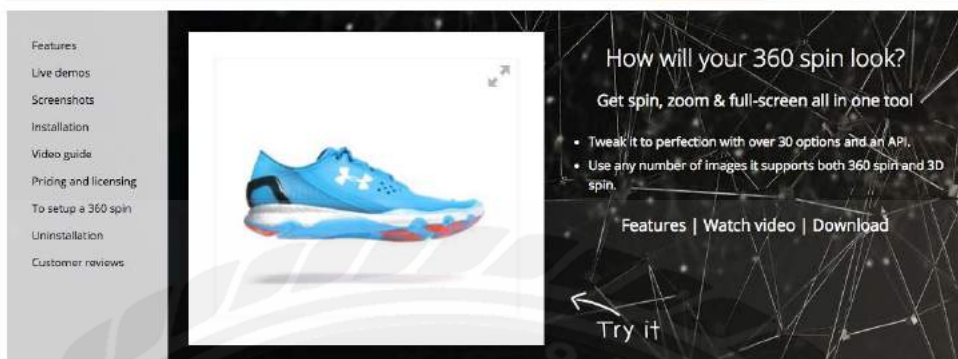 Features
Live demos
Screenshots
Installation
Video guide
Pricing and licensing
To setup a 360 spin
Uninstallation
Customer reviews
How will your 360 spin look?
Get spin, zoom & full-screen all in one tool
• Tweak it to perfection with over 30 options and an API.
• Use any number of images it supports both 360 spin and 3D
spin.
Features | Watch video | Download
Try it